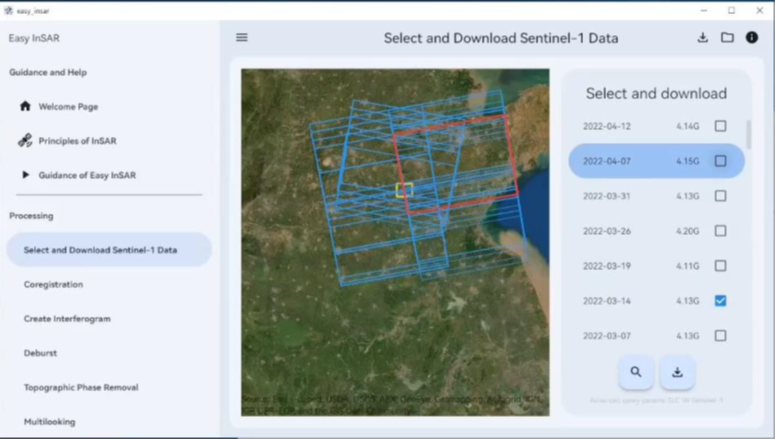 easy_insar
Easy InSAR
Select and Download Sentinel-1 Data
Guidance and Help
Welcome Page
Principles of InSAR
Guidance of Easy InSAR
Processing
Select and Download Sentinel-1 Data
Coregistration
Create Interferogram
Deburst
Topographic Phase Removal
Multilooking
Select and download
2022-04-12 4.14G
2022-04-07 4.15G
2022-03-31 4.13G
2022-03-26 4.20G
2022-03-19 4.11G
2022-03-14 4.13G
2022-03-07 4.13G